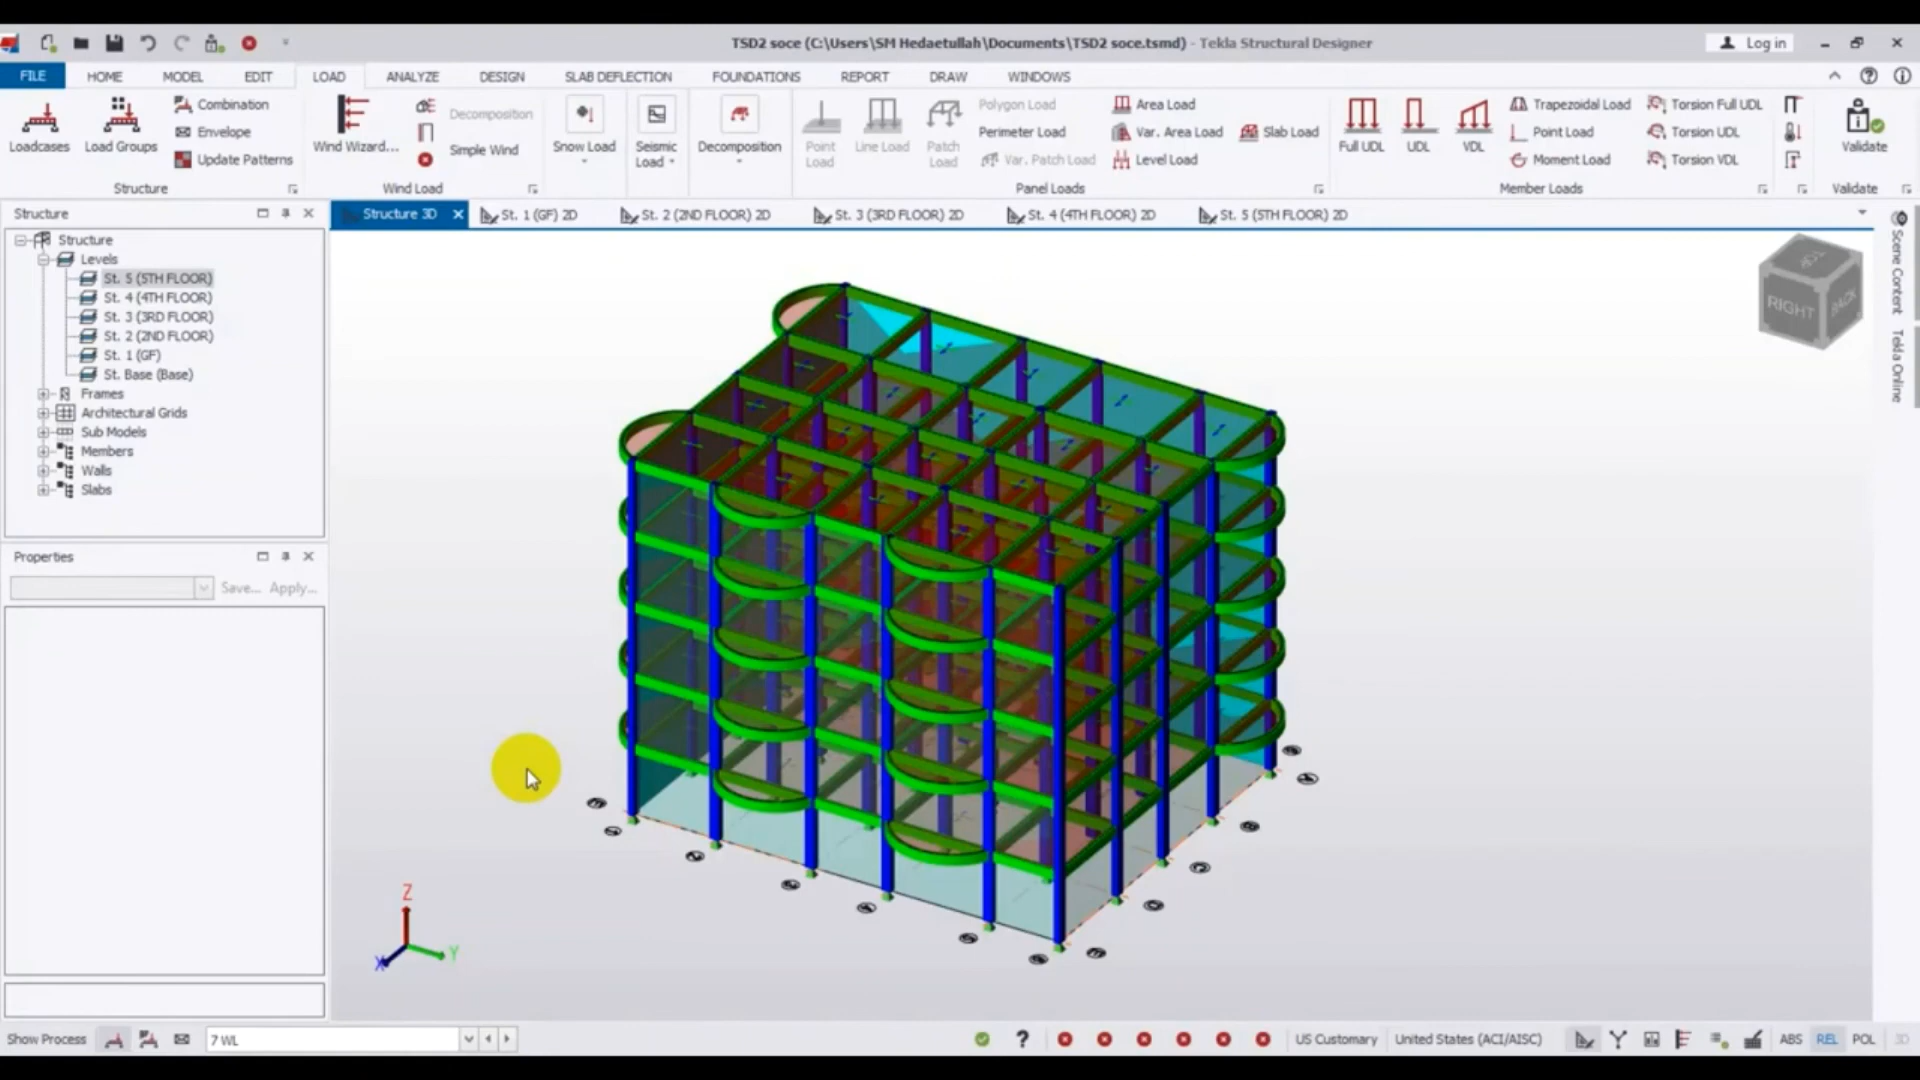 TSD2 soce (C:\Users\SM Hedaetullah\Documents\TSD2 soce.tsmd) - Tekla Structural Designer
Log in
FILE HOME MODEL EDIT LOAD ANALYZE DESIGN SLAB DEFLECTION FOUNDATIONS REPORT DRAW WINDOWS
Loadcases
Load Groups
Combination
Envelope
Update Patterns
Structure
Wind Wizard...
Decomposition
Simple Wind
Wind Load
Snow Load
Seismic Load
Decomposition
Point Load
Line Load
Patch Load
Polygon Load
Perimeter Load
Var. Patch Load
Area Load
Var. Area Load
Level Load
Slab Load
Panel Loads
Full UDL
UDL
VDL
Trapezoidal Load
Point Load
Moment Load
Torsion Full UDL
Torsion UDL
Torsion VDL
Member Loads
Validate
Validate
Structure
Structure 3D
St. 1 (GF) 2D
St. 2 (2ND FLOOR) 2D
St. 3 (3RD FLOOR) 2D
St. 4 (4TH FLOOR) 2D
St. 5 (5TH FLOOR) 2D
Structure
Levels
St. 5 (5TH FLOOR)
St. 4 (4TH FLOOR)
St. 3 (3RD FLOOR)
St. 2 (2ND FLOOR)
St. 1 (GF)
St. Base (Base)
Frames
Architectural Grids
Sub Models
Members
Walls
Slabs
Properties
Save... Apply...
TOP
RIGHT
BACK
Scene Content
Tekla Online
Z
X
Y
Show Process
7 WL
US Customary
United States (ACI/AISC)
ABS REL POL 3D